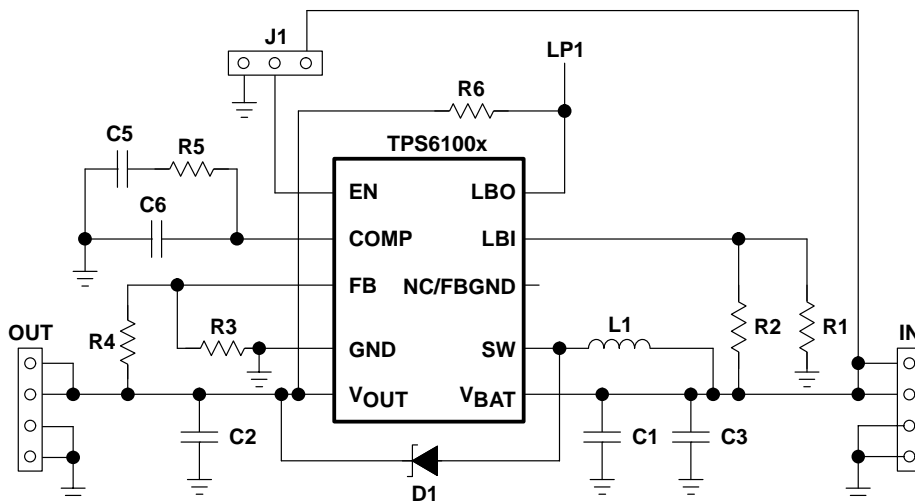 J1
LP1
R6
TPS6100x
C5
R5
EN
LBO
C6
COMP
LBI
FB
NC/FBGND
OUT
R4
R3
GND
SW
L1
R2
R1
IN
VOUT
VBAT
C2
C1
C3
D1